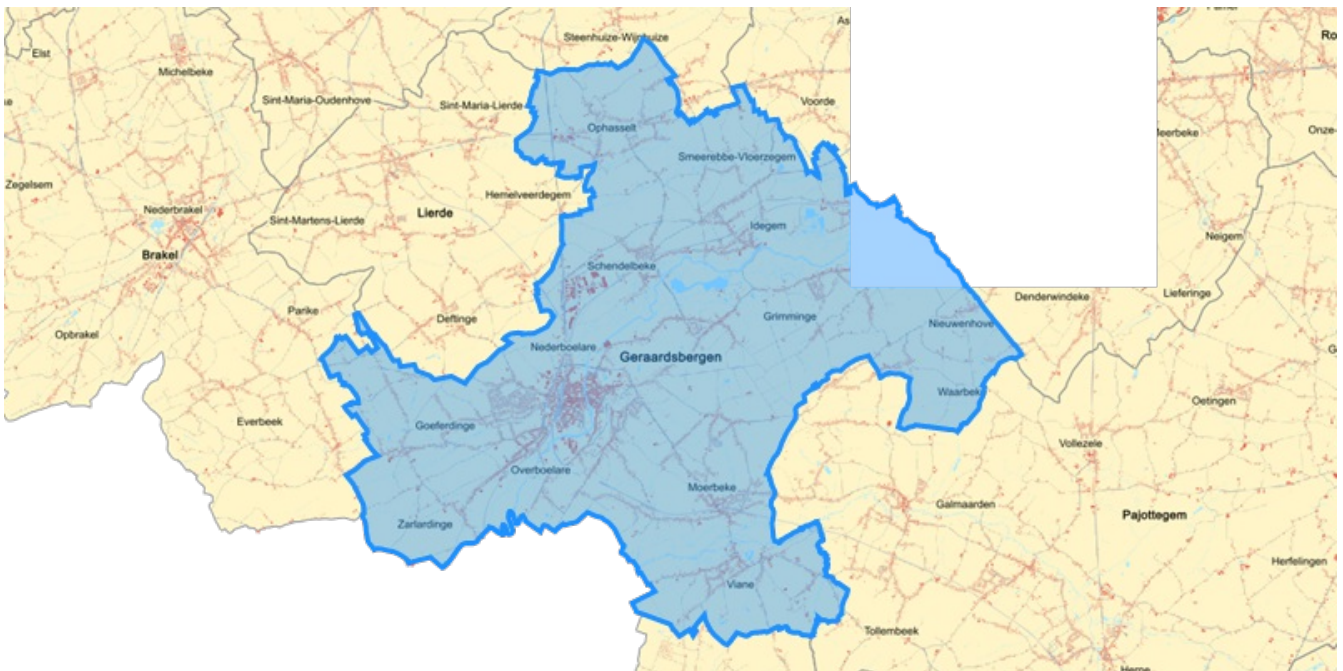 Steenhuize-Wijnhuize
Elst
Michelbeke
Sint-Maria-Oudenhove
Sint-Maria-Lierde
Voorde
Ophasselt
Smeerebbe-Vloerzegem
Meerbeke
Zegelsem
Hemelveerdegem
Nederbrakel
Lierde
Sint-Martens-Lierde
Idegem
Neigem
Brakel
Schendelbeke
Lieferinge
Denderwindeke
Parike
Deftinge
Grimminge
Nieuwenhove
Opbrakel
Nederboelare
Geraardsbergen
Waarbeke
Oetingen
Everbeek
Goeferdinge
Vollezele
Overboelare
Moerbeke
Galmaarden
Pajottegem
Zarlardinge
Herfelingen
Viane
Tollembeek